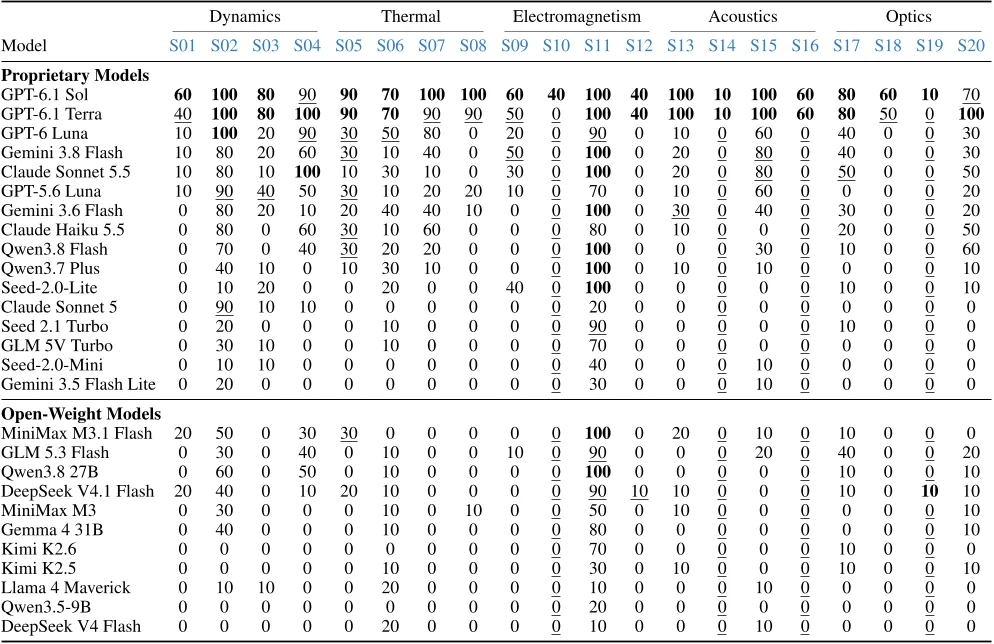 Dynamics Thermal Electromagnetism Acoustics Optics
Model S01 S02 S03 S04 S05 S06 S07 S08 S09 S10 S11 S12 S13 S14 S15 S16 S17 S18 S19 S20
Proprietary Models
GPT-6.1 Sol 60 100 80 90 90 70 100 100 60 40 100 40 100 10 100 60 80 60 10 70
GPT-6.1 Terra 40 100 80 100 90 70 90 90 50 0 100 40 100 10 100 60 80 50 0 100
GPT-6 Luna 10 100 20 90 30 50 80 0 20 0 90 0 10 0 60 0 40 0 0 30
Gemini 3.8 Flash 10 80 20 60 30 10 40 0 50 0 100 0 20 0 80 0 40 0 0 30
Claude Sonnet 5.5 10 80 10 100 10 30 10 0 30 0 100 0 20 0 80 0 50 0 0 50
GPT-5.6 Luna 10 90 40 50 30 10 20 20 10 0 70 0 10 0 60 0 0 0 0 20
Gemini 3.6 Flash 0 80 20 10 20 40 40 10 0 0 100 0 30 0 40 0 30 0 0 20
Claude Haiku 5.5 0 80 0 60 30 10 60 0 0 0 80 0 10 0 0 0 20 0 0 50
Qwen3.8 Flash 0 70 0 40 30 20 20 0 0 0 100 0 0 0 30 0 10 0 0 60
Qwen3.7 Plus 0 40 10 0 10 30 10 0 0 0 100 0 10 0 10 0 0 0 0 10
Seed-2.0-Lite 0 10 20 0 0 20 0 0 40 0 100 0 0 0 0 0 10 0 0 10
Claude Sonnet 5 0 90 10 10 0 0 0 0 0 0 20 0 0 0 0 0 0 0 0 0
Seed 2.1 Turbo 0 20 0 0 0 10 0 0 0 0 90 0 0 0 0 0 10 0 0 0
GLM 5V Turbo 0 30 10 0 0 10 0 0 0 0 70 0 0 0 0 0 0 0 0 0
Seed-2.0-Mini 0 10 10 0 0 0 0 0 0 0 40 0 0 0 10 0 0 0 0 0
Gemini 3.5 Flash Lite 0 20 0 0 0 0 0 0 0 0 30 0 0 0 10 0 0 0 0 0
Open-Weight Models
MiniMax M3.1 Flash 20 50 0 30 30 0 0 0 0 0 100 0 20 0 10 0 10 0 0 0
GLM 5.3 Flash 0 30 0 40 0 10 0 0 10 0 90 0 0 0 20 0 40 0 0 20
Qwen3.8 27B 0 60 0 50 0 10 0 0 0 0 100 0 0 0 0 0 10 0 0 10
DeepSeek V4.1 Flash 20 40 0 10 20 10 0 0 0 0 90 10 10 0 0 0 10 0 10 10
MiniMax M3 0 30 0 0 0 10 0 10 0 0 50 0 10 0 0 0 0 0 0 10
Gemma 4 31B 0 40 0 0 0 10 0 0 0 0 80 0 0 0 0 0 0 0 0 10
Kimi K2.6 0 0 0 0 0 0 0 0 0 0 70 0 0 0 0 0 10 0 0 0
Kimi K2.5 0 0 0 0 0 10 0 0 0 0 30 0 10 0 0 0 10 0 0 10
Llama 4 Maverick 0 10 10 0 0 20 0 0 0 0 10 0 0 0 10 0 0 0 0 0
Qwen3.5-9B 0 0 0 0 0 0 0 0 0 0 20 0 0 0 0 0 0 0 0 0
DeepSeek V4 Flash 0 0 0 0 0 20 0 0 0 0 10 0 0 0 10 0 0 0 0 0